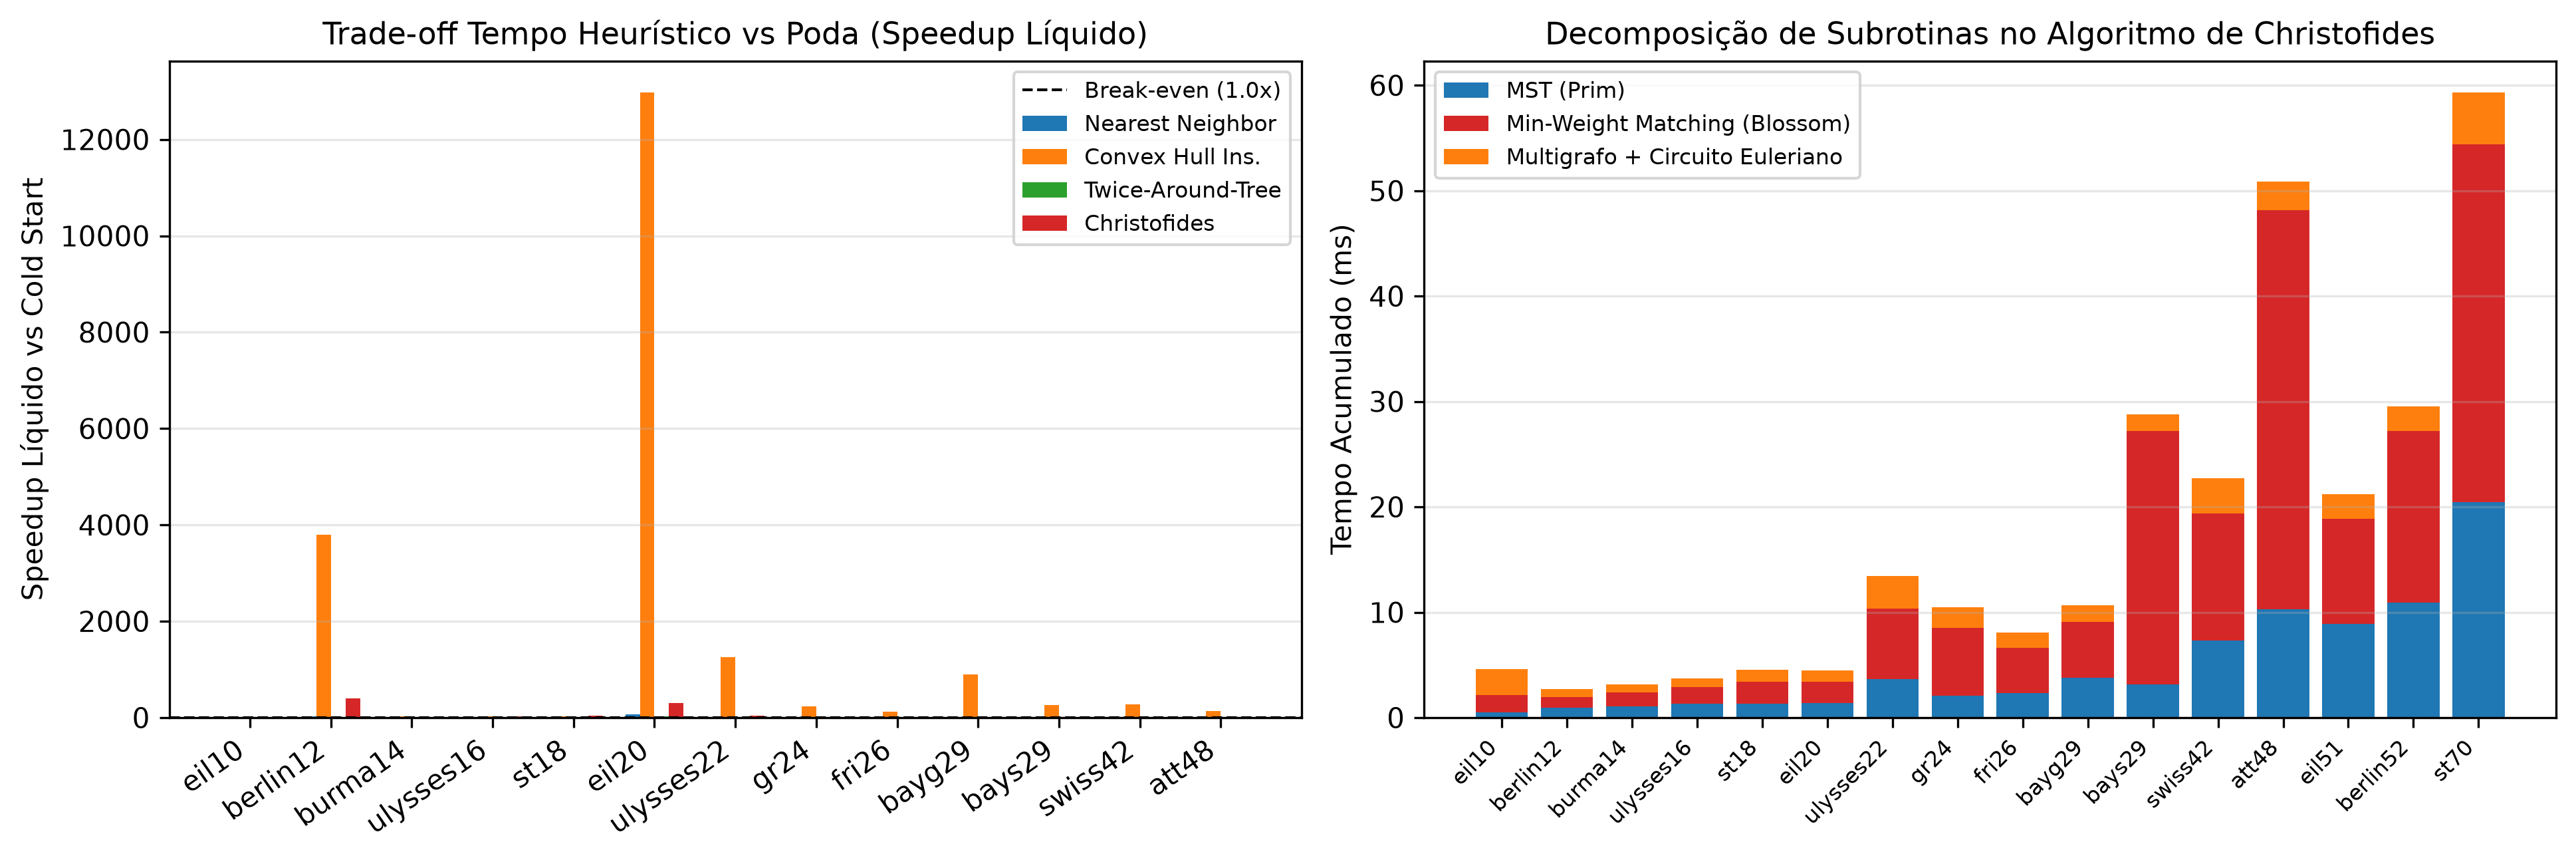 Trade-off Tempo Heurístico vs Poda (Speedup Líquido)
Speedup Líquido vs Cold Start
12000
10000
8000
6000
4000
2000
0
Break-even (1.0x)
Nearest Neighbor
Convex Hull Ins.
Twice-Around-Tree
Christofides
eil10
berlin12
burma14
ulysses16
st18
eil20
ulysses22
gr24
fri26
bayg29
bays29
swiss42
att48
Decomposição de Subrotinas no Algoritmo de Christofides
Tempo Acumulado (ms)
60
50
40
30
20
10
0
MST (Prim)
Min-Weight Matching (Blossom)
Multigrafo + Circuito Euleriano
eil10
berlin12
burma14
ulysses16
st18
eil20
ulysses22
gr24
fri26
bayg29
bays29
swiss42
att48
eil51
berlin52
st70